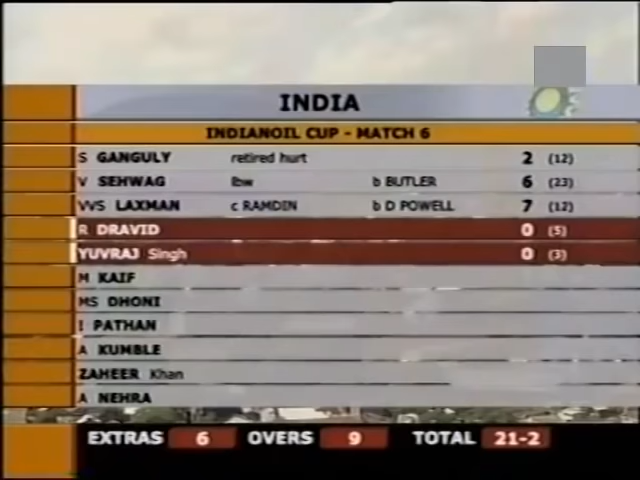 INDIA
INDIANOIL CUP - MATCH 6
S GANGULY retired hurt 2 (12)
V SEHWAG lbw b BUTLER 6 (23)
VVS LAXMAN c RAMDIN b D POWELL 7 (12)
R DRAVID 0 (5)
YUVRAJ Singh 0 (3)
M KAIF
MS DHONI
I PATHAN
A KUMBLE
ZAHEER Khan
A NEHRA
EXTRAS 6 OVERS 9 TOTAL 21-2